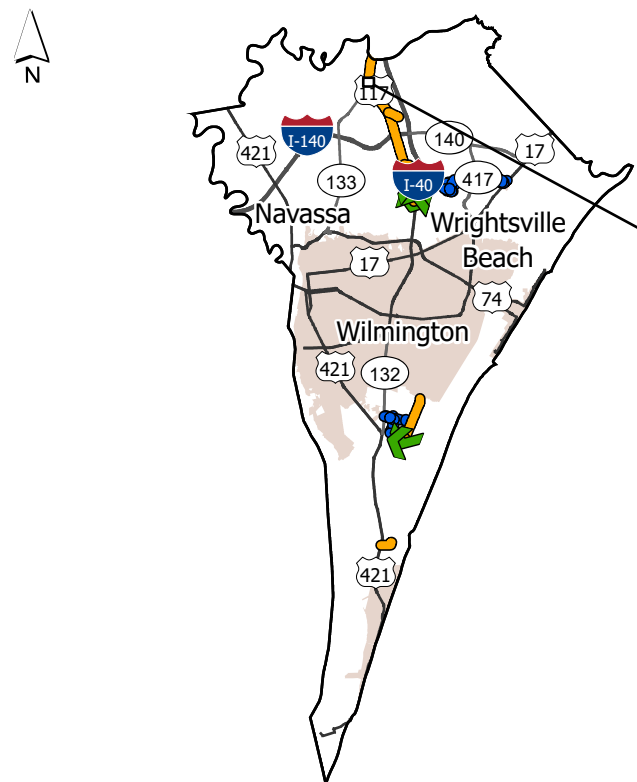 N
117
I-140
140
421
17
133
I-40
417
Navassa
Wrightsville
Beach
17
74
Wilmington
421
132
421